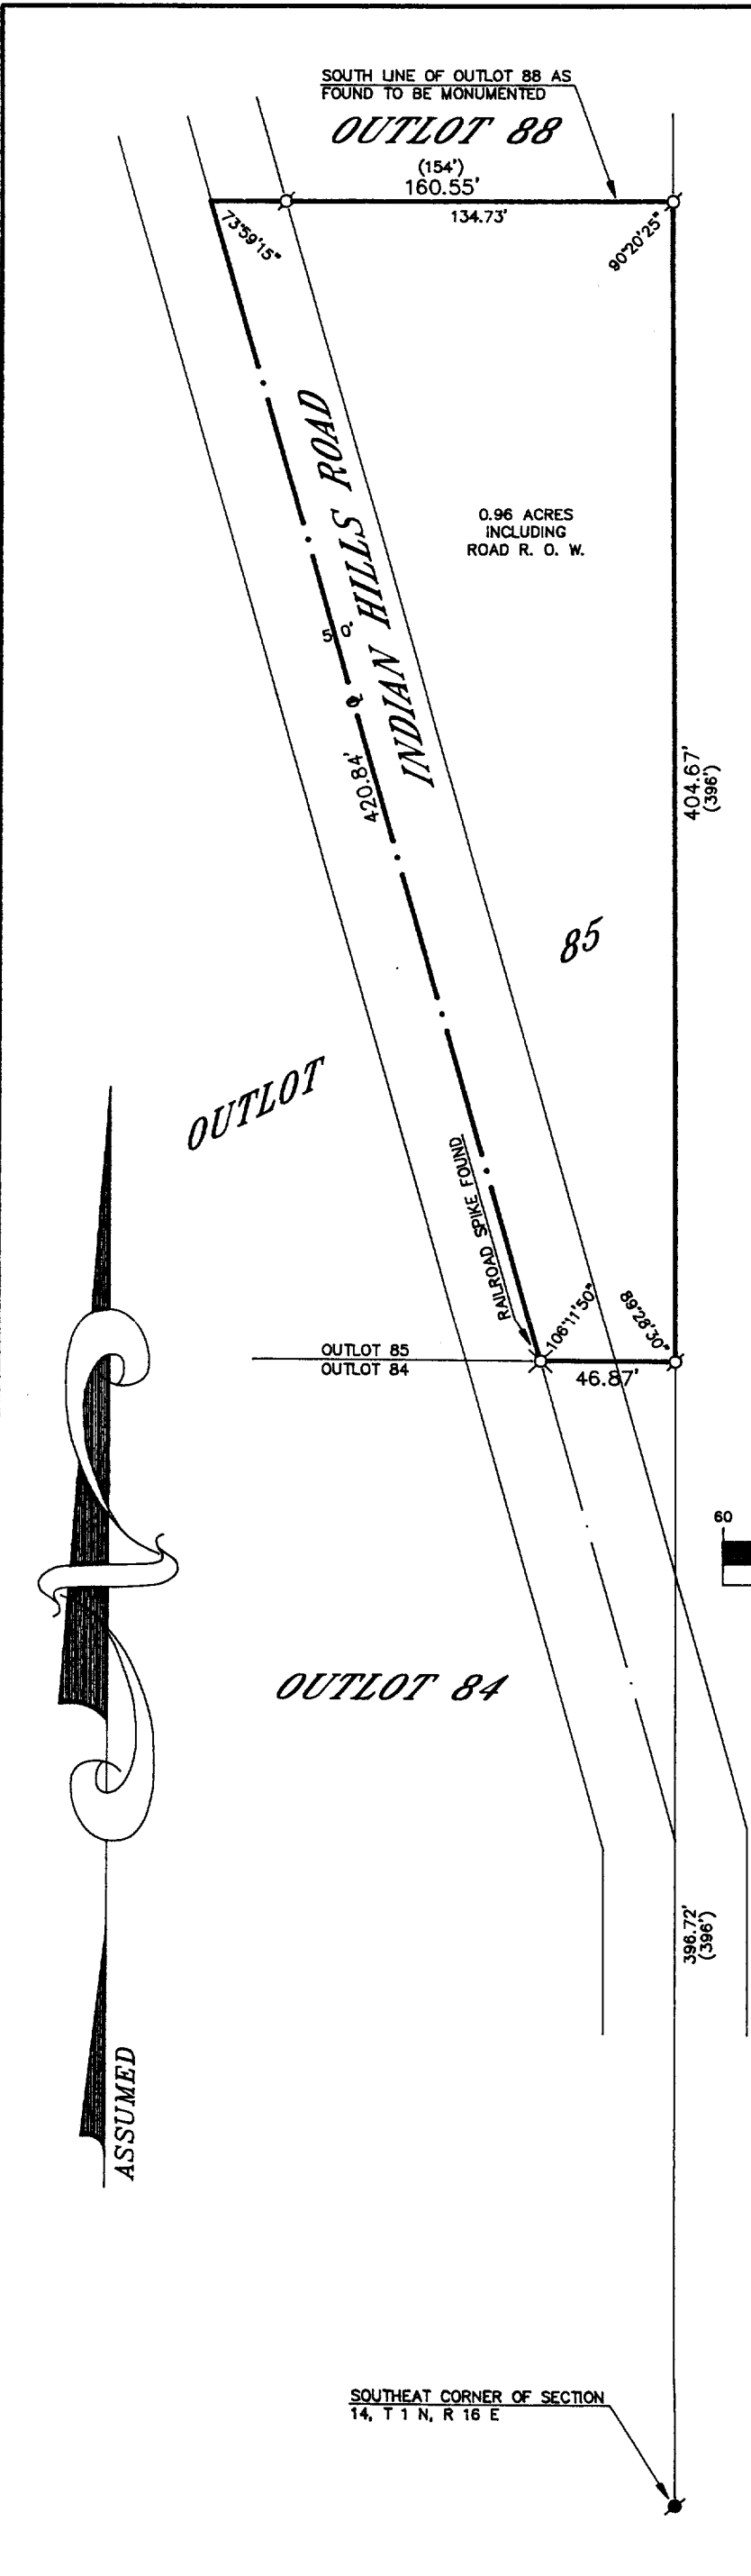 SOUTH LINE OF OUTLOT 88 AS
FOUND TO BE MONUMENTED
OUTLOT 88
(154')
160.55'
134.73'
73°59'15"
90°20'25"
INDIAN HILLS ROAD
0.96 ACRES
INCLUDING
ROAD R. O. W.
50'
420.84'
404.67'
(396')
85
OUTLOT
RAILROAD SPIKE FOUND
106°11'50"
89°28'30"
OUTLOT 85
OUTLOT 84
46.87'
60
OUTLOT 84
396.72'
(396')
ASSUMED
SOUTHEAT CORNER OF SECTION
14, T 1 N, R 16 E